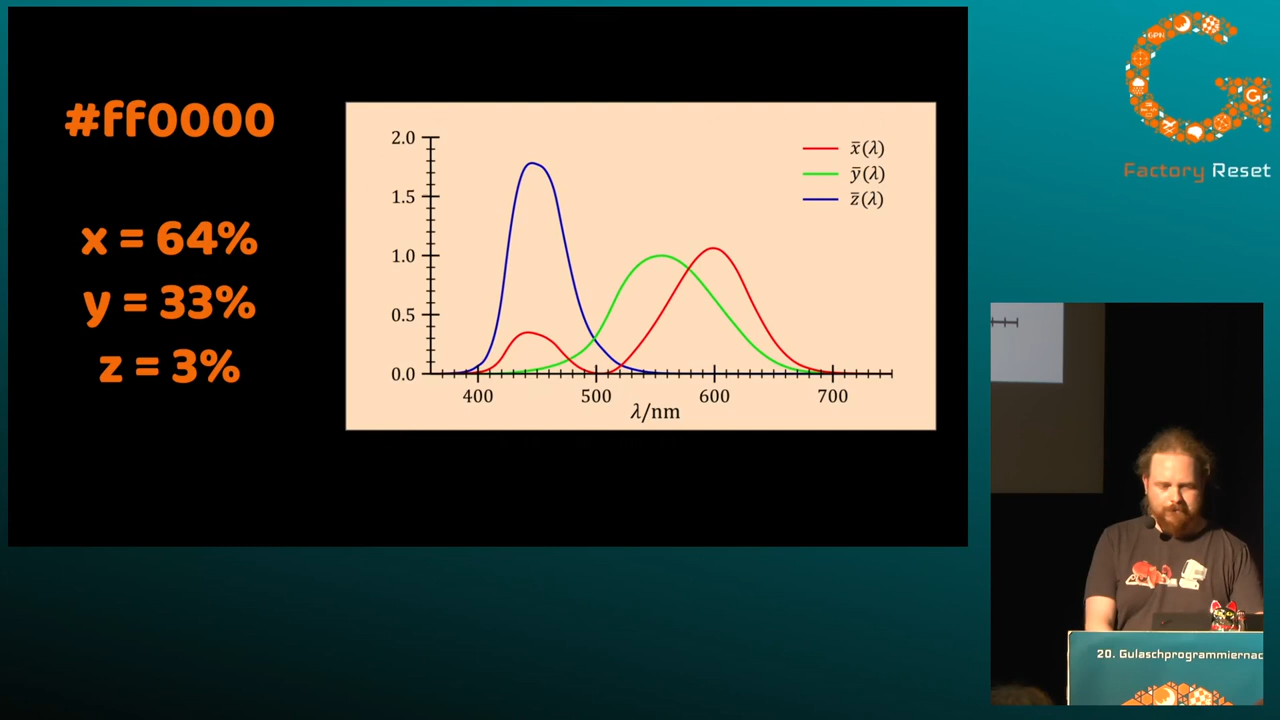 #ff0000
x = 64%
y = 33%
z = 3%
2.0
1.5
1.0
0.5
0.0
400 500 600 700
λ/nm
x̅(λ)
y̅(λ)
z̅(λ)
GPN
Factory Reset
20. Gulaschprogrammiernac